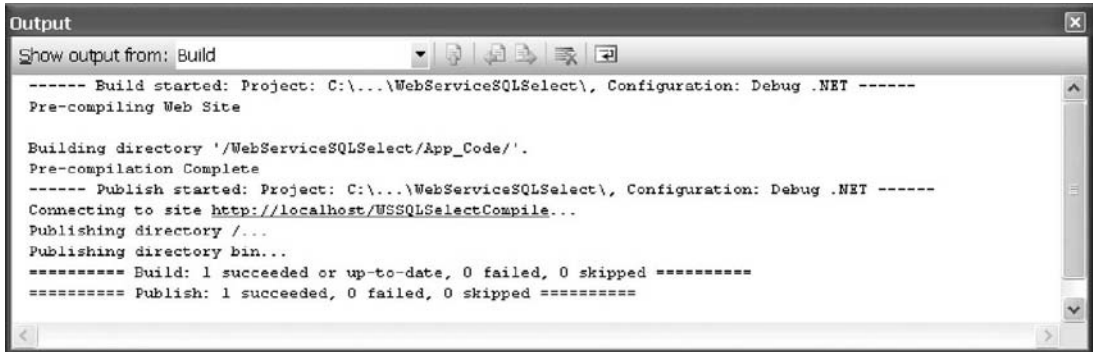 Output
Show output from: Build
------ Build started: Project: C:\...\WebServiceSQLSelect\, Configuration: Debug .NET ------
Pre-compiling Web Site
Building directory '/WebServiceSQLSelect/App_Code/'.
Pre-compilation Complete
------ Publish started: Project: C:\...\WebServiceSQLSelect\, Configuration: Debug .NET ------
Connecting to site http://localhost/WSSQLSelectCompile...
Publishing directory /...
Publishing directory bin...
========== Build: 1 succeeded or up-to-date, 0 failed, 0 skipped ==========
========== Publish: 1 succeeded, 0 failed, 0 skipped ==========